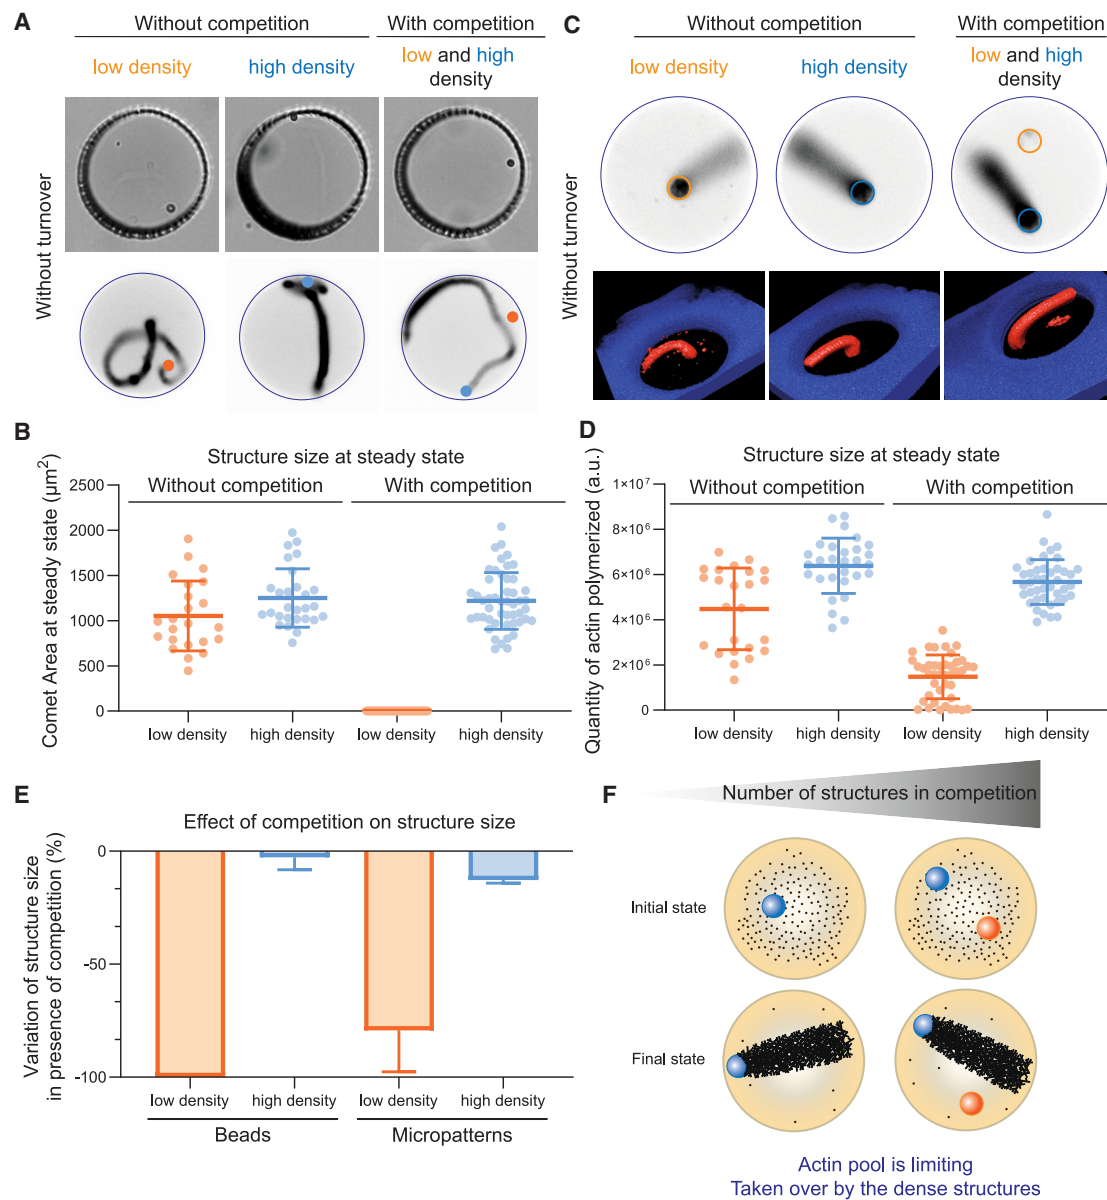 A
Without competition
With competition
low density
high density
low and high
density
Without turnover
C
Without competition
With competition
low density
high density
low and high
density
Without turnover
B
Structure size at steady state
Without competition
With competition
Comet Area at steady state (µm²)
2500
2000
1500
1000
500
0
low density
high density
low density
high density
D
Structure size at steady state
Without competition
With competition
Quantity of actin polymerized (a.u.)
1×10⁷
8×10⁶
6×10⁶
4×10⁶
2×10⁶
0
low density
high density
low density
high density
E
Effect of competition on structure size
Variation of structure size
in presence of competition (%)
0
-50
-100
low density
high density
low density
high density
Beads
Micropatterns
F
Number of structures in competition
Initial state
Final state
Actin pool is limiting
Taken over by the dense structures